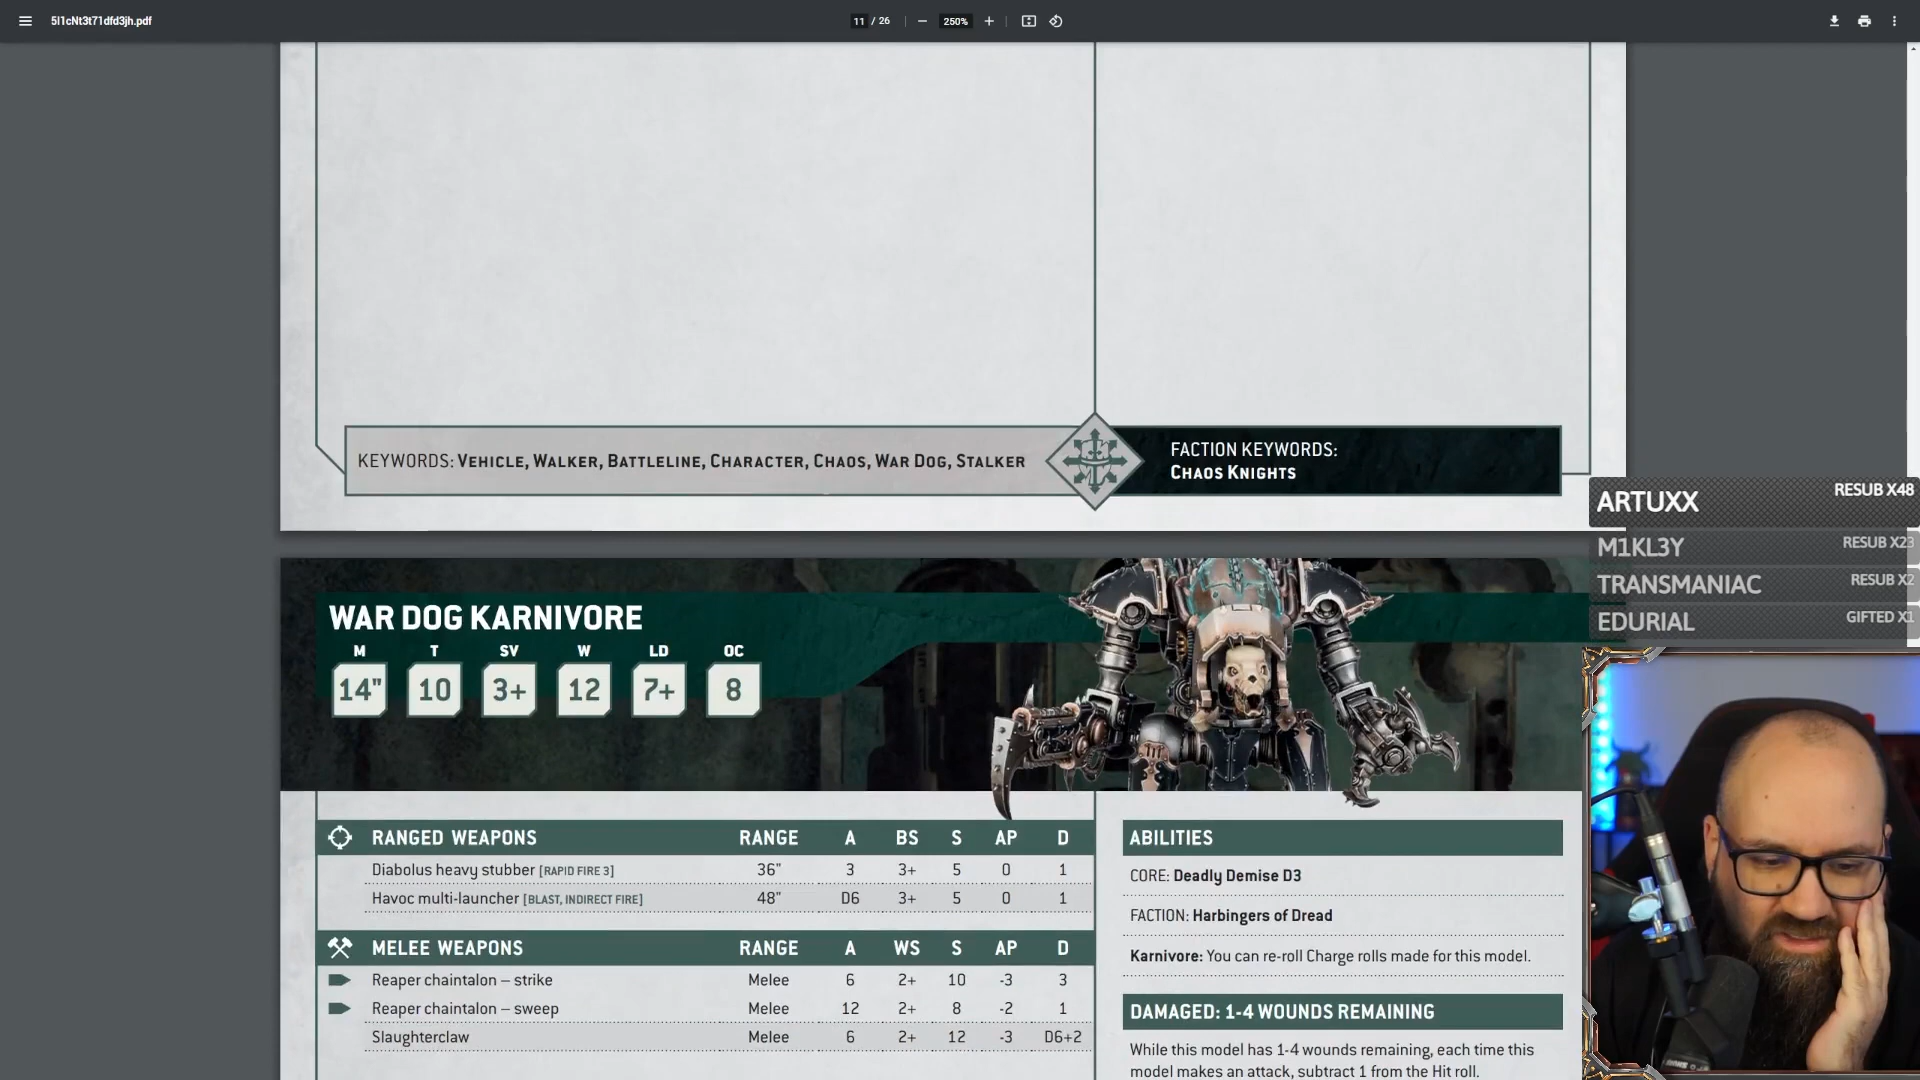 5l1cNt3t71dfd3jh.pdf
11 / 26
250%
KEYWORDS: VEHICLE, WALKER, BATTLELINE, CHARACTER, CHAOS, WAR DOG, STALKER
FACTION KEYWORDS:
CHAOS KNIGHTS
ARTUXX RESUB X48
M1KL3Y RESUB X23
TRANSMANIAC RESUB X2
EDURIAL GIFTED X1
WAR DOG KARNIVORE
M T SV W LD OC
14" 10 3+ 12 7+ 8
RANGED WEAPONS RANGE A BS S AP D
Diabolus heavy stubber [RAPID FIRE 3] 36" 3 3+ 5 0 1
Havoc multi-launcher [BLAST, INDIRECT FIRE] 48" D6 3+ 5 0 1
MELEE WEAPONS RANGE A WS S AP D
Reaper chaintalon – strike Melee 6 2+ 10 -3 3
Reaper chaintalon – sweep Melee 12 2+ 8 -2 1
Slaughterclaw Melee 6 2+ 12 -3 D6+2
ABILITIES
CORE: Deadly Demise D3
FACTION: Harbingers of Dread
Karnivore: You can re-roll Charge rolls made for this model.
DAMAGED: 1-4 WOUNDS REMAINING
While this model has 1-4 wounds remaining, each time this
model makes an attack, subtract 1 from the Hit roll.